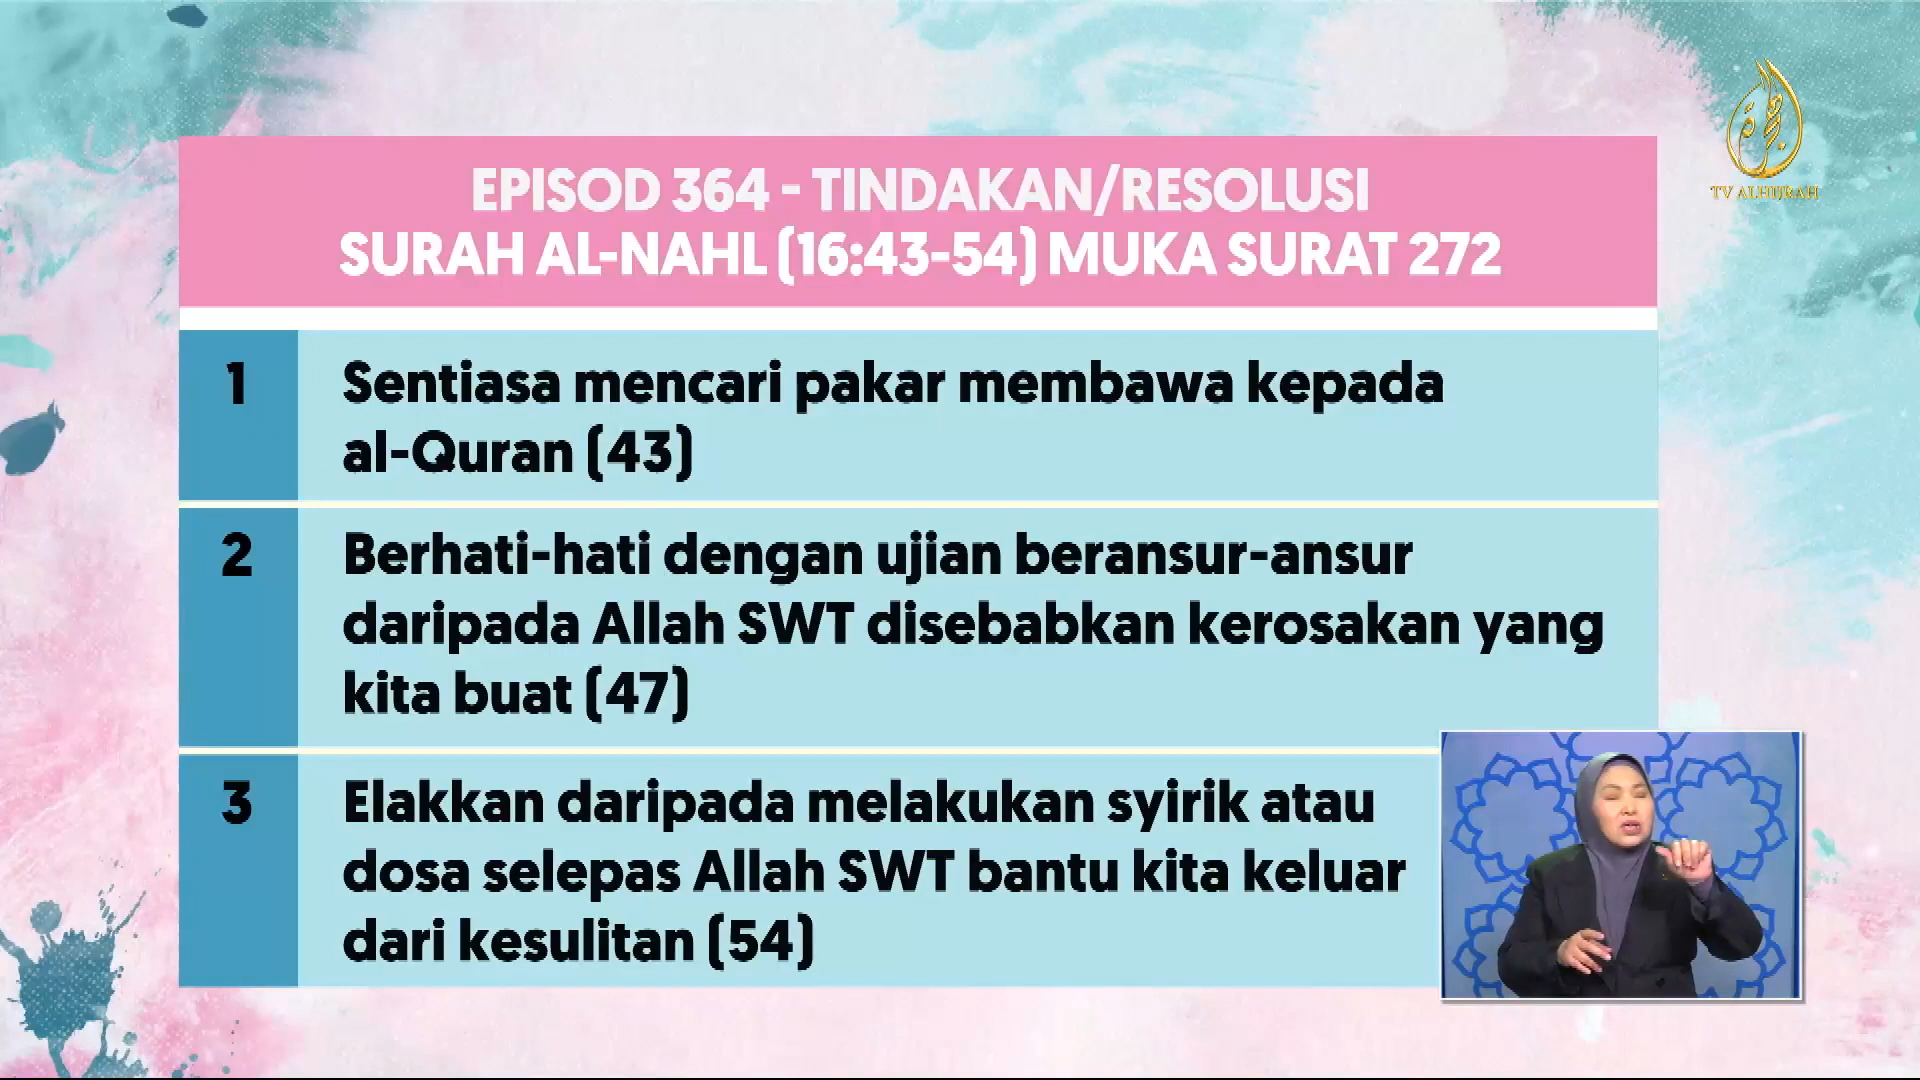 EPISOD 364 - TINDAKAN/RESOLUSI
SURAH AL-NAHL (16:43-54) MUKA SURAT 272
1
Sentiasa mencari pakar membawa kepada
al-Quran (43)
2
Berhati-hati dengan ujian beransur-ansur
daripada Allah SWT disebabkan kerosakan yang
kita buat (47)
3
Elakkan daripada melakukan syirik atau
dosa selepas Allah SWT bantu kita keluar
dari kesulitan (54)
الهجرة
TV ALHIJRAH